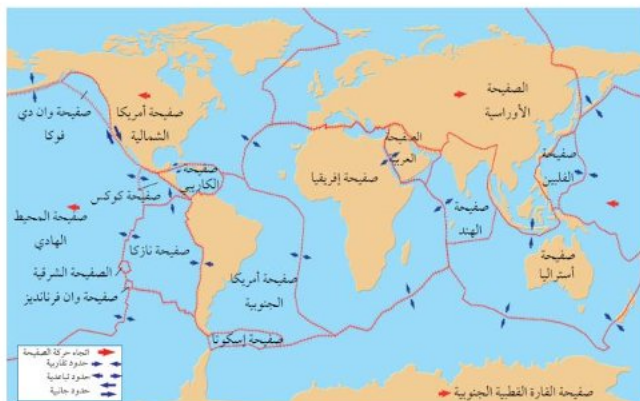 الصفيحة
الأوراسية
صفيحة أمريكا
الشمالية
صفيحة وان دي
فوكا
الصفيحة
العربية
صفيحة
الفلبين
صفيحة
الكاريبي
صفيحة إفريقيا
صفيحة كوكس
صفيحة
الهند
صفيحة المحيط
الهادي
صفيحة نازكا
صفيحة
أستراليا
الصفيحة الشرقية
صفيحة أمريكا
الجنوبية
صفيحة وان فرنانديز
صفيحة إسكوتا
اتجاه حركة الصفيحة
حدود تقاربية
حدود تباعدية
حدود جانبية
صفيحة القارة القطبية الجنوبية